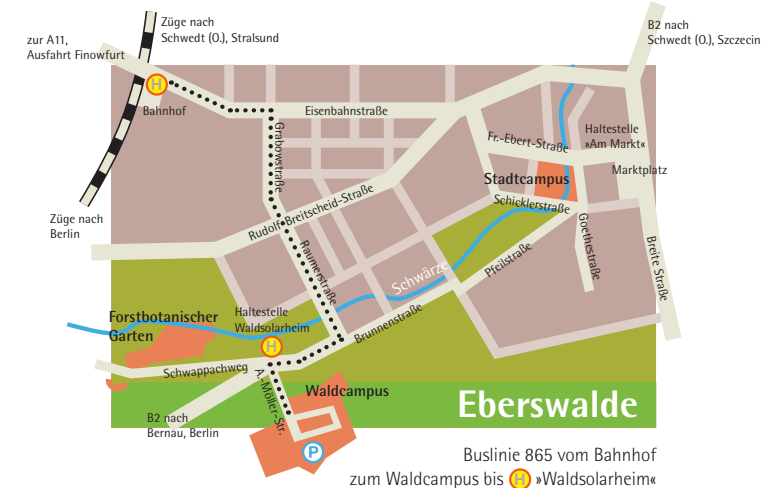 Züge nach
Schwedt (O.), Stralsund
B2 nach
Schwedt (O.), Szczecin
zur A11,
Ausfahrt Finowfurt
H
Bahnhof
Eisenbahnstraße
Grabowstraße
Fr.-Ebert-Straße
Haltestelle
»Am Markt«
Marktplatz
Stadtcampus
Schicklerstraße
Rudolf-Breitscheid-Straße
Züge nach
Berlin
Raumerstraße
Schwärze
Pfeilstraße
Goethestraße
Breite Straße
Forstbotanischer
Garten
Haltestelle
Waldsolarheim
H
Brunnenstraße
Schwappachweg
A.-Möller-Str.
Waldcampus
B2 nach
Bernau, Berlin
P
Eberswalde
Buslinie 865 vom Bahnhof
zum Waldcampus bis H »Waldsolarheim«